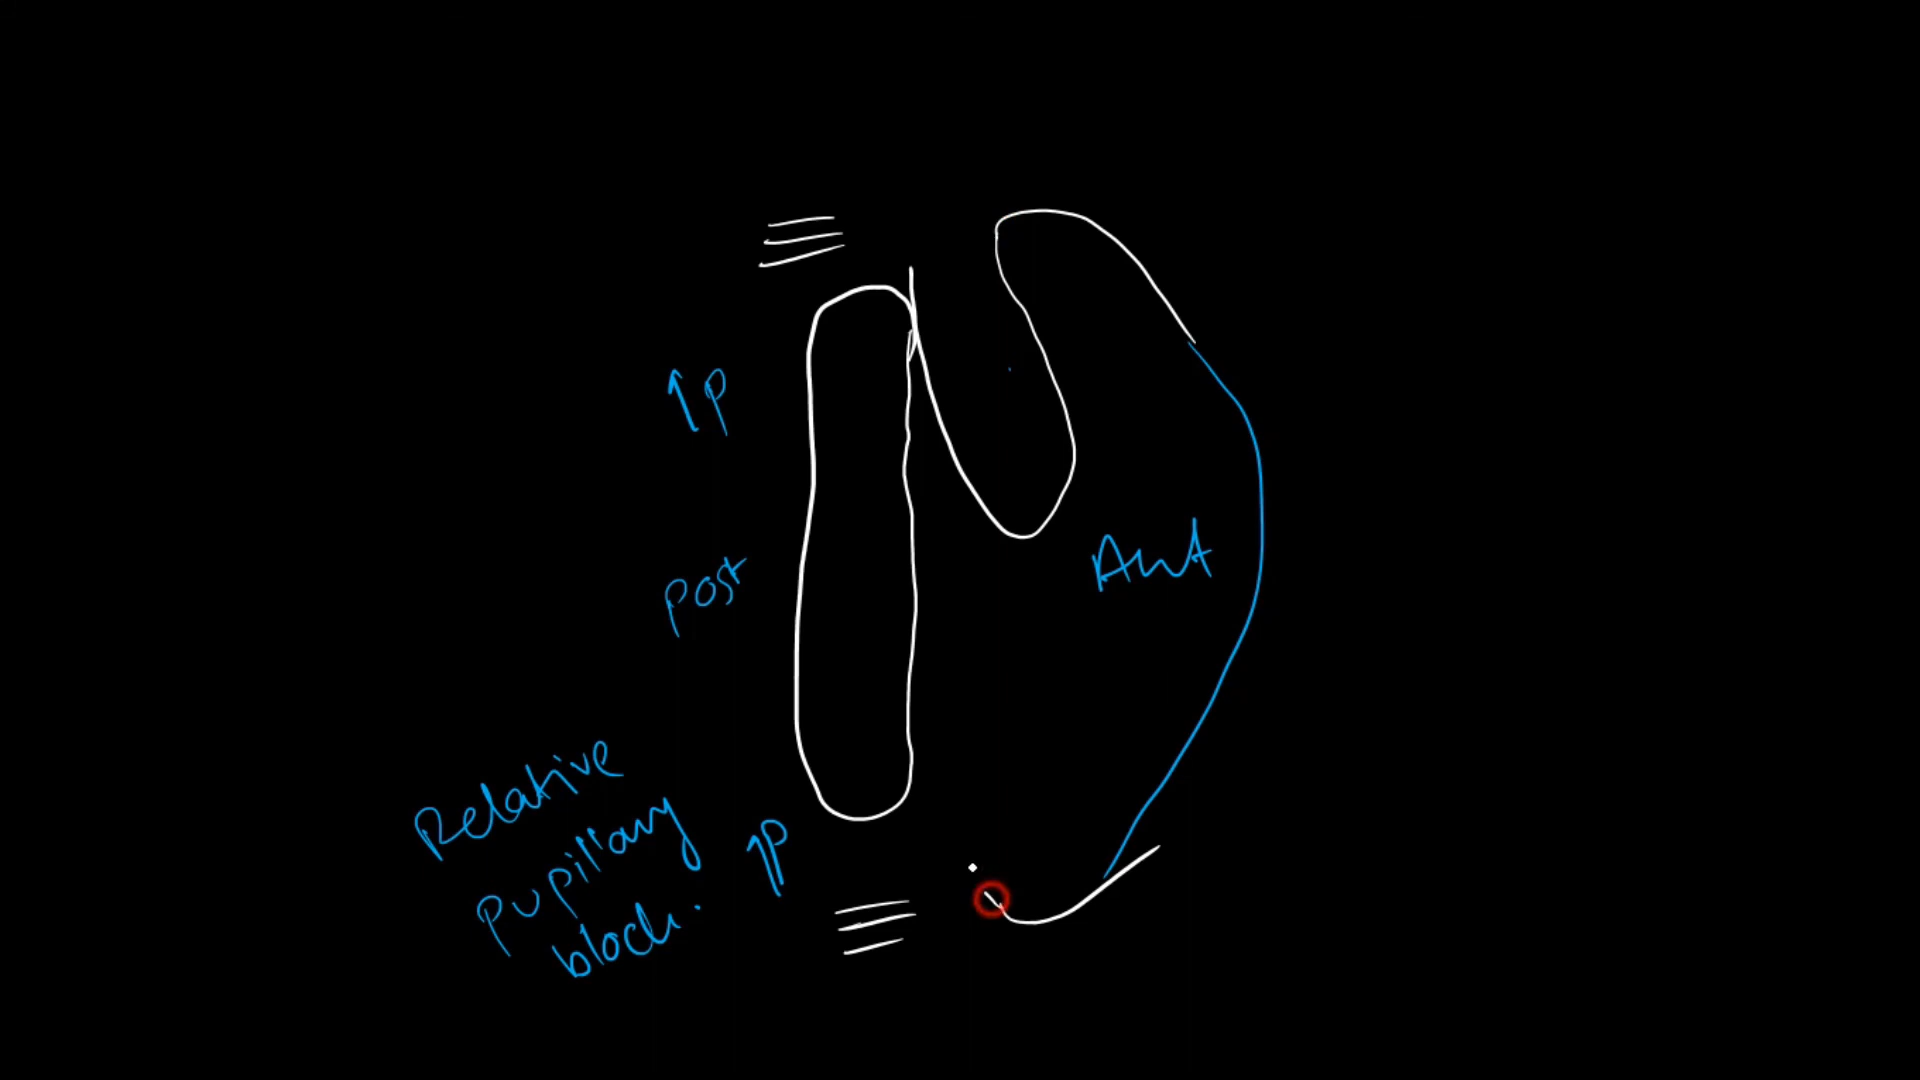 ↑P
post
Ant
Relative
pupillary
block.
↑P